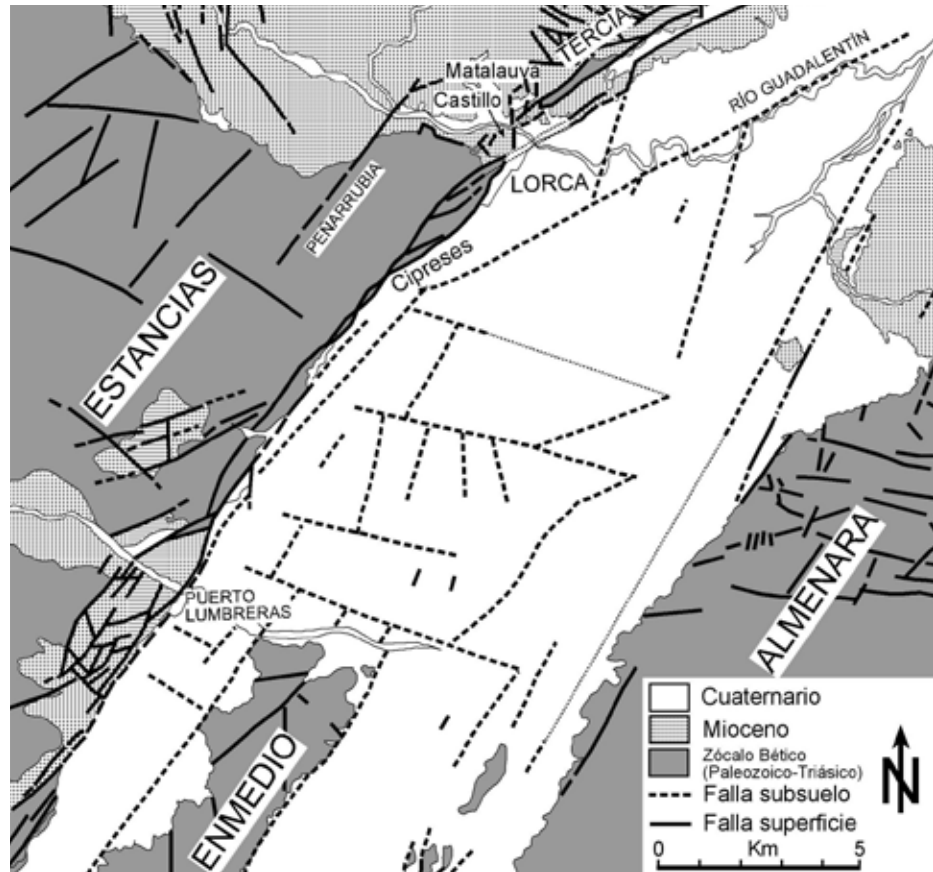 TERCIA
Matalauva
Castillo
RÍO GUADALENTÍN
LORCA
PENARRUBIA
Cipreses
ESTANCIAS
ALMENARA
PUERTO
LUMBRERAS
ENMEDIO
Cuaternario
Mioceno
Zócalo Bético
(Paleozoico-Triásico)
Falla subsuelo
Falla superficie
N
0 Km 5